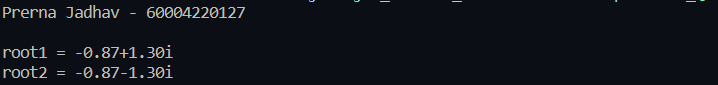 Prerna Jadhav - 60004220127
root1 = -0.87+1.30i
root2 = -0.87-1.30i